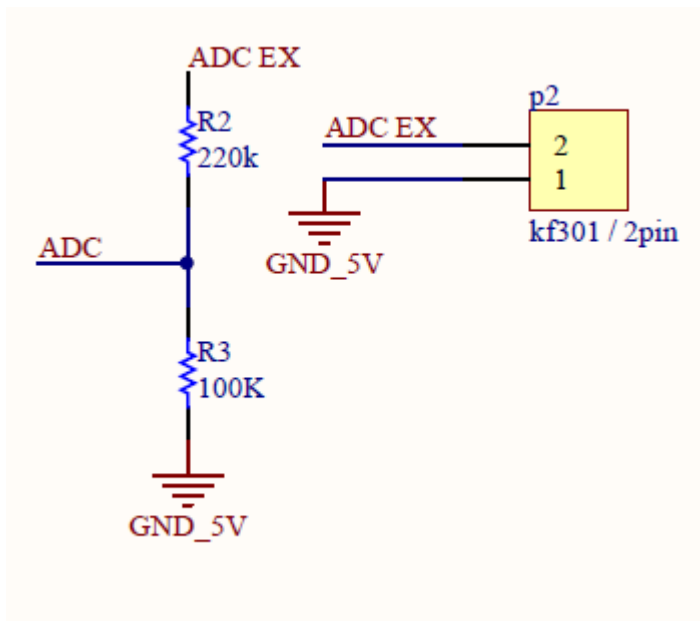 ADC EX
R2
220k
ADC
R3
100K
GND_5V
p2
ADC EX
2
1
GND_5V
kf301 / 2pin